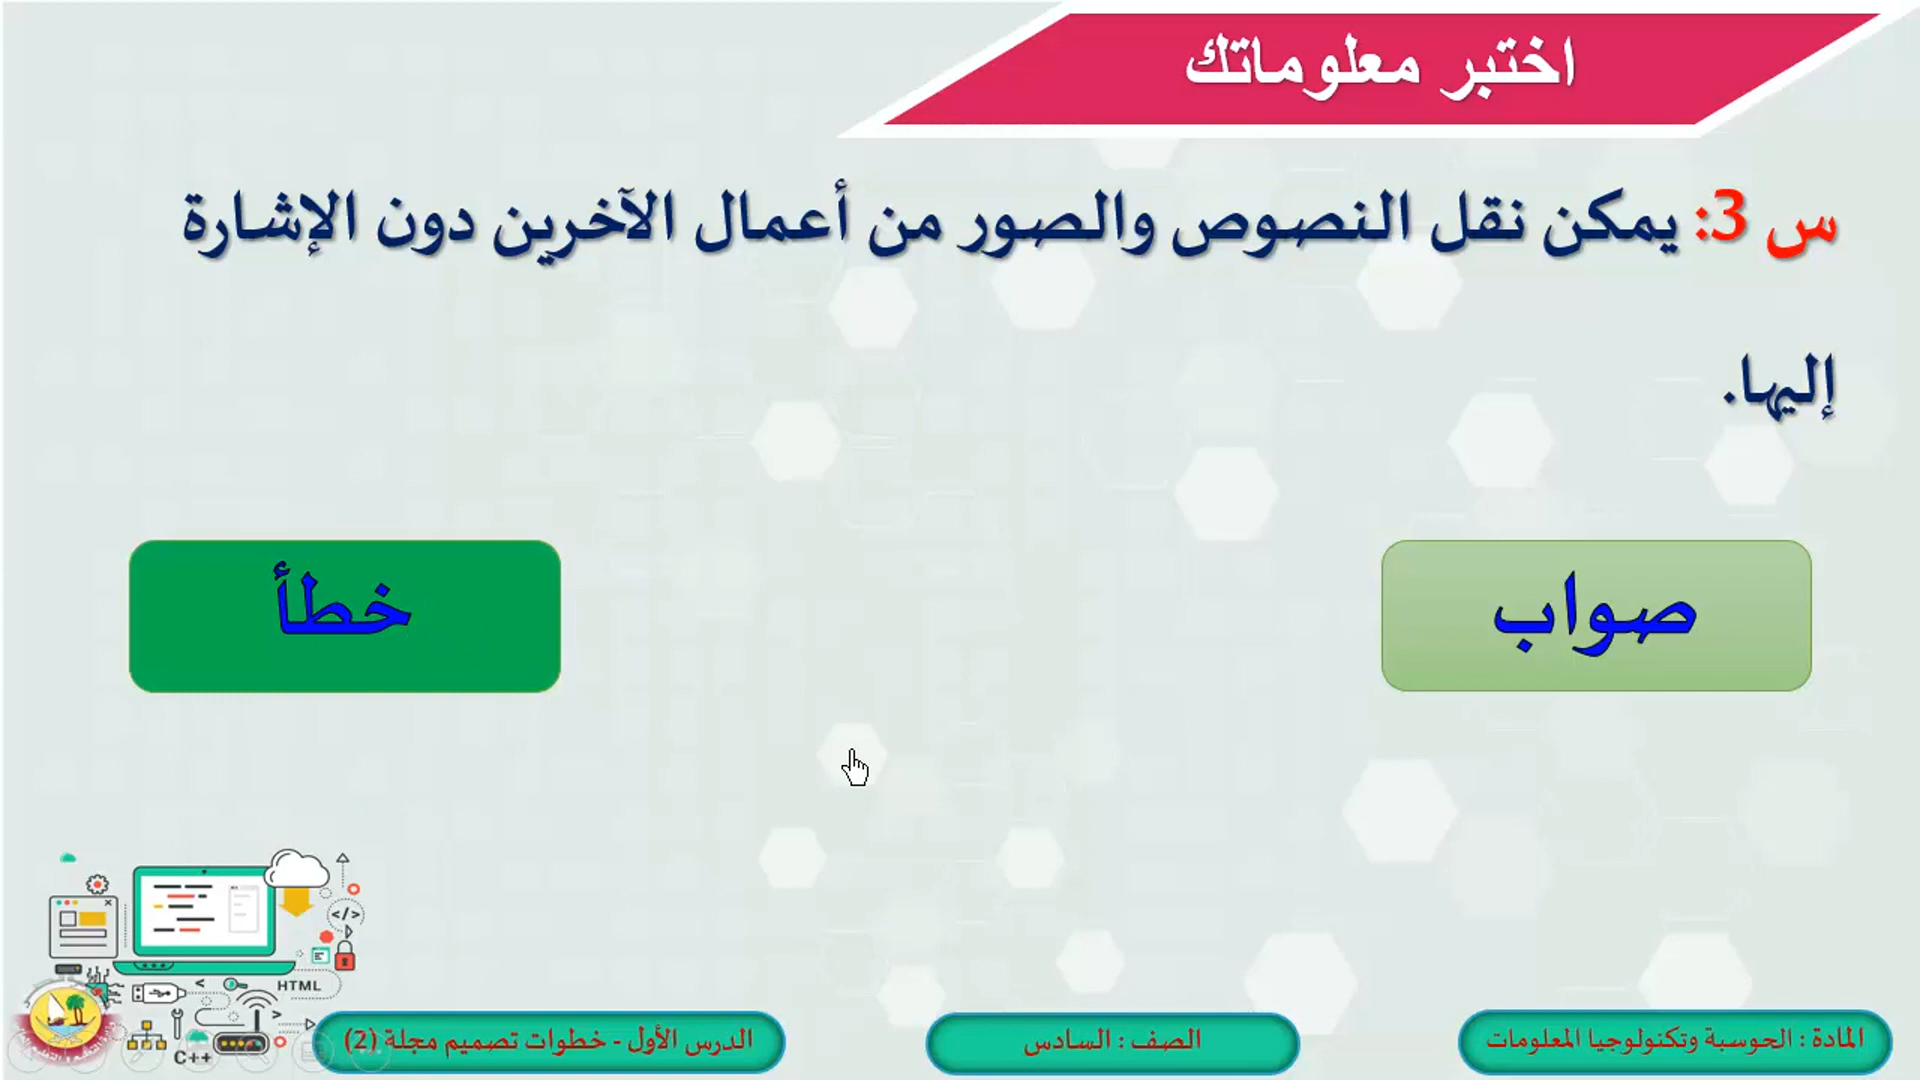 اختبر معلوماتك
س 3: يمكن نقل النصوص والصور من أعمال الآخرين دون الإشارة
إليها.
صواب
خطأ
</>
HTML
C++
المادة : الحوسبة وتكنولوجيا المعلومات
الصف : السادس
الدرس الأول - خطوات تصميم مجلة (2)